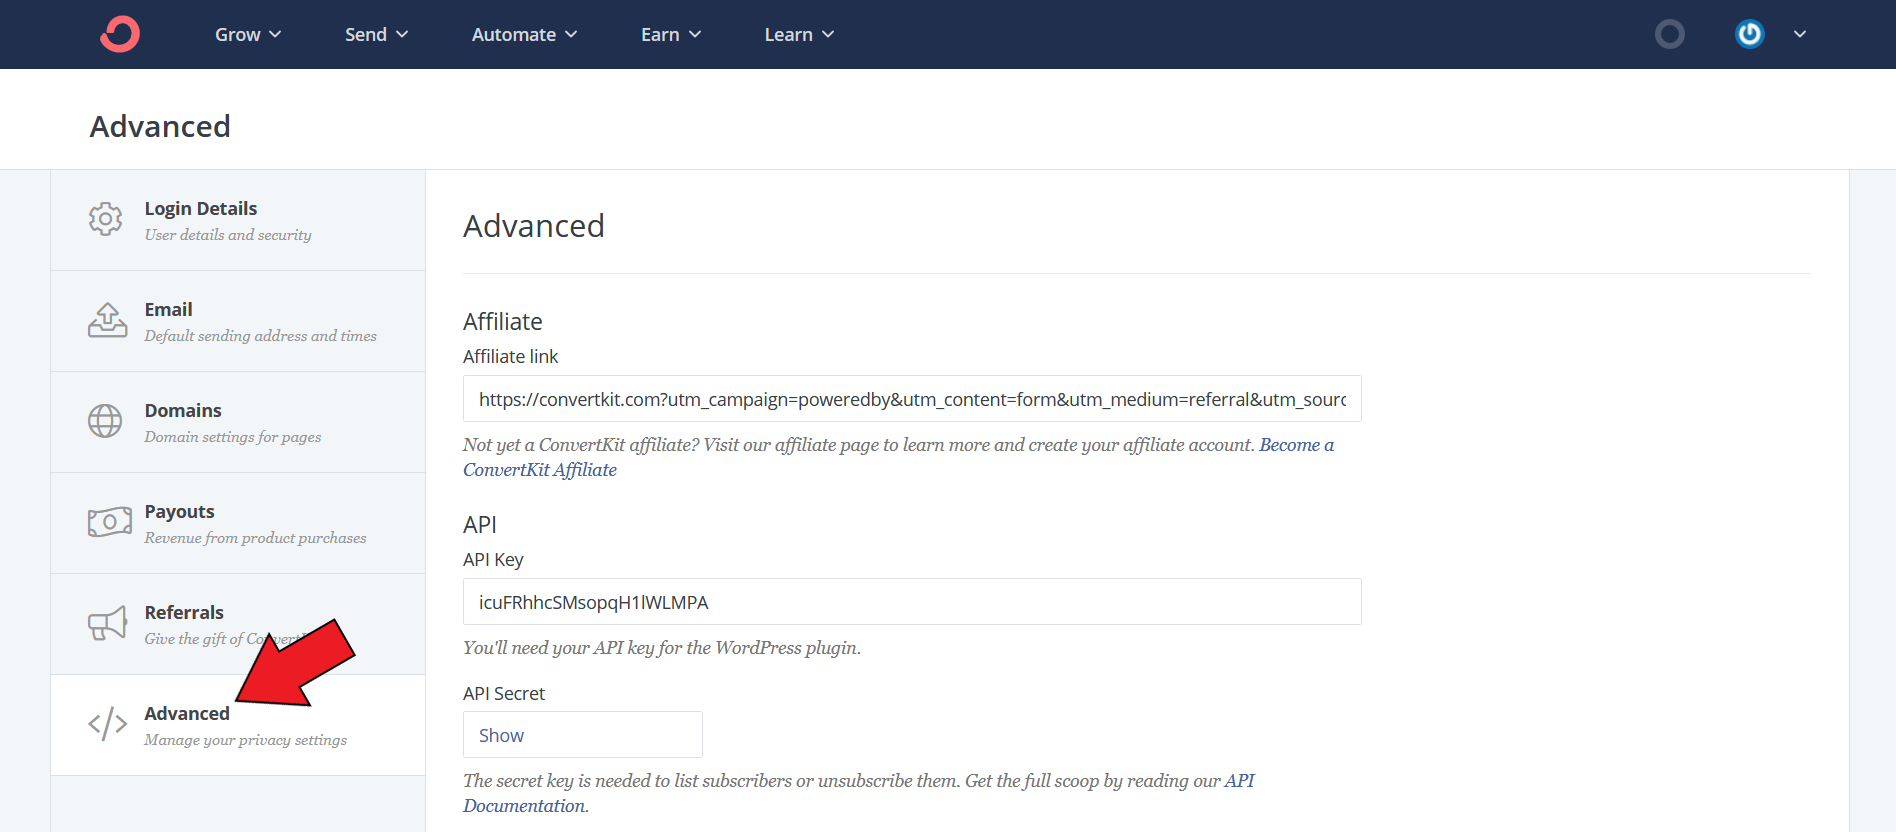 Grow
Send
Automate
Earn
Learn
Advanced
Login Details
User details and security
Email
Default sending address and times
Domains
Domain settings for pages
Payouts
Revenue from product purchases
Referrals
Give the gift of
Advanced
Manage your privacy settings
Advanced
Affiliate
Affiliate link
https://convertkit.com?utm_campaign=poweredby&utm_content=form&utm_medium=referral&utm_sourc
Not yet a ConvertKit affiliate? Visit our affiliate page to learn more and create your affiliate account. Become a
ConvertKit Affiliate
API
API Key
icuFRhhcSMsopqH1lWLMPA
You'll need your API key for the WordPress plugin.
API Secret
Show
The secret key is needed to list subscribers or unsubscribe them. Get the full scoop by reading our API
Documentation.